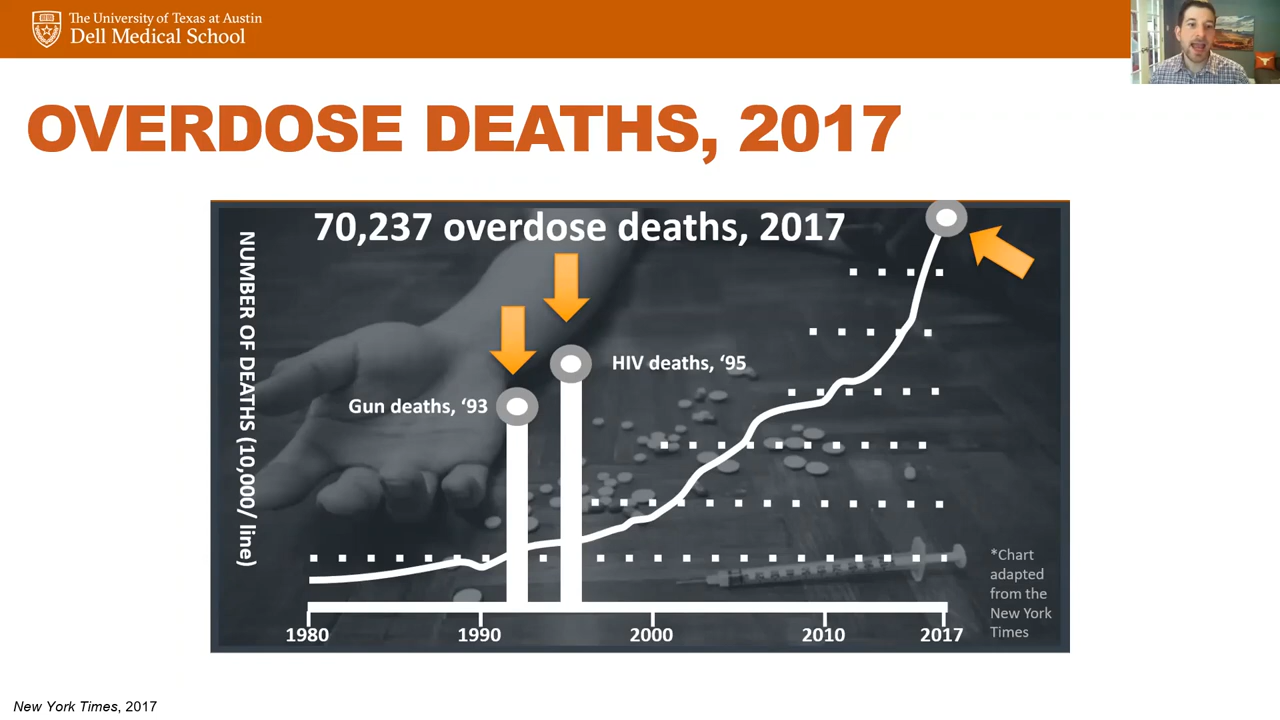 The University of Texas at Austin
Dell Medical School
OVERDOSE DEATHS, 2017
70,237 overdose deaths, 2017
NUMBER OF DEATHS (10,000/ line)
HIV deaths, ‘95
Gun deaths, ‘93
*Chart
adapted
from the
New York
Times
1980 1990 2000 2010 2017
New York Times, 2017